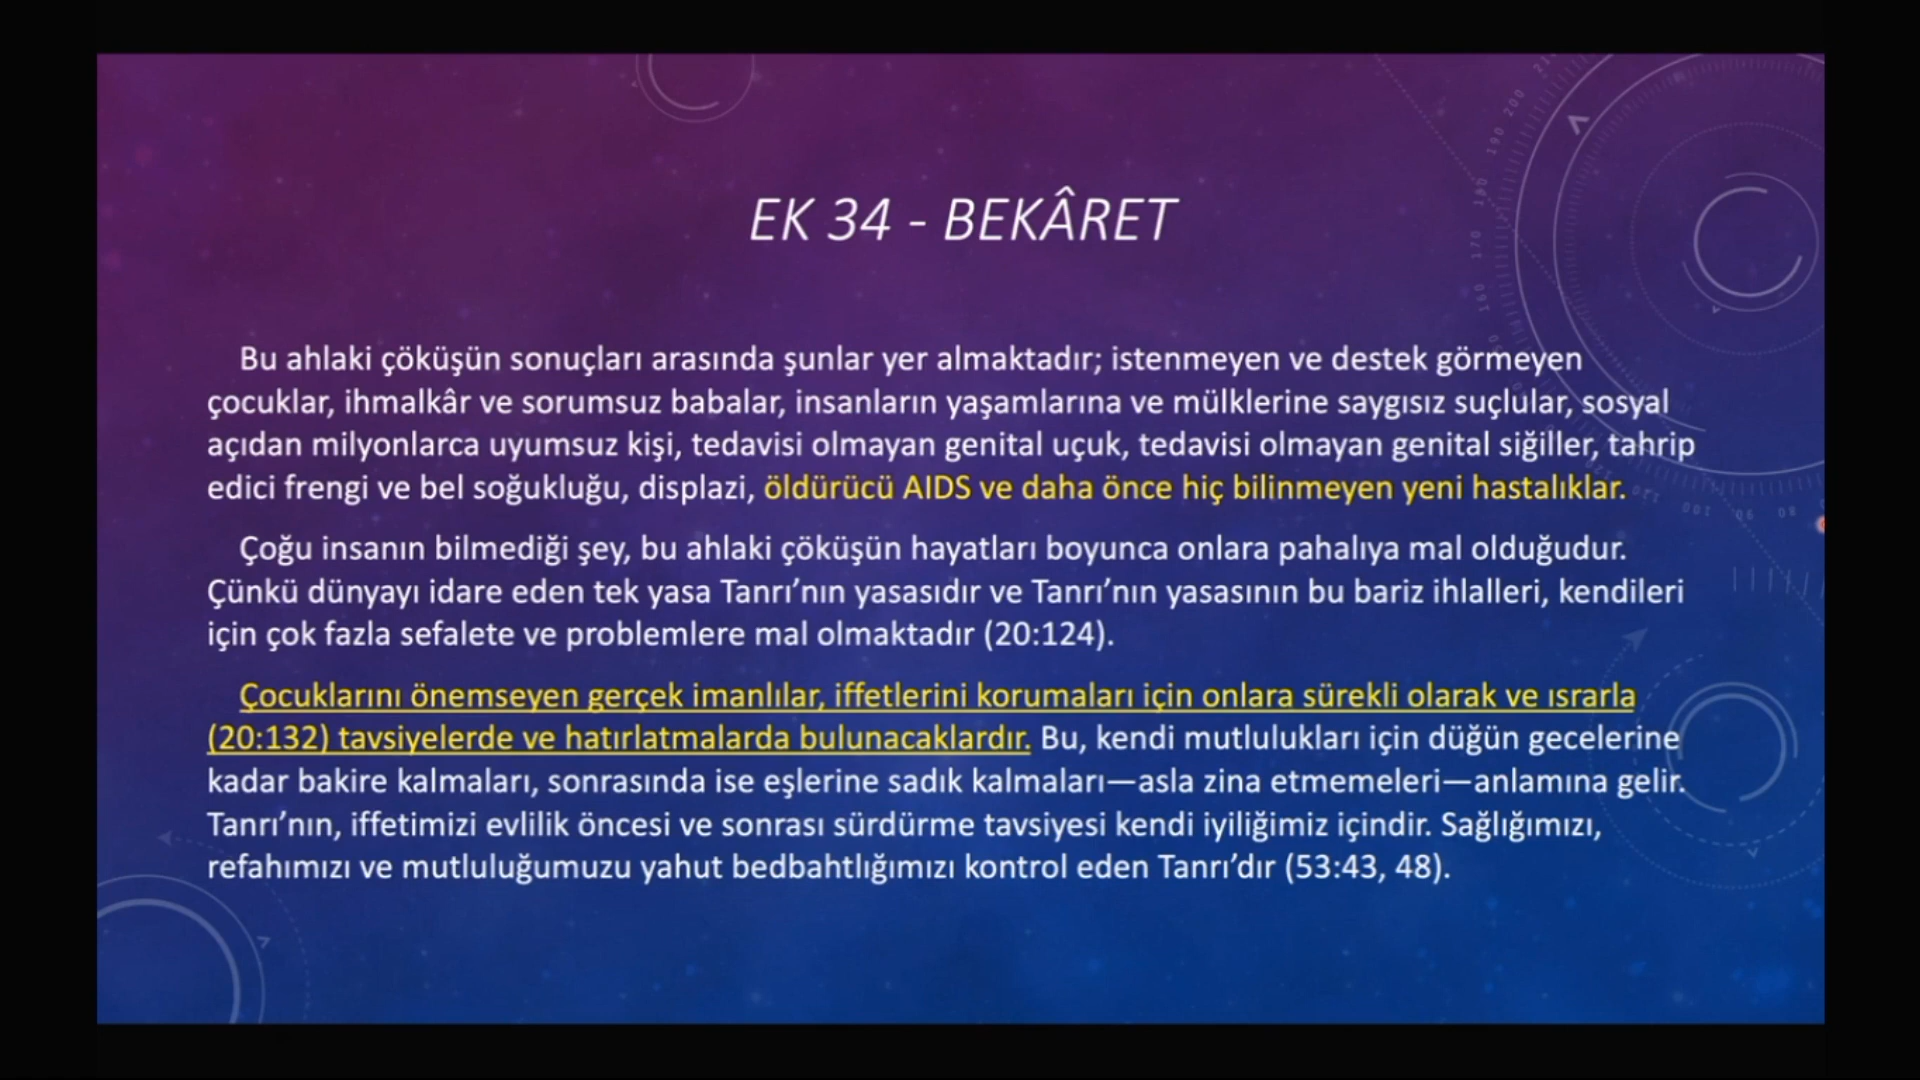 EK 34 - BEKÂRET
Bu ahlaki çöküşün sonuçları arasında şunlar yer almaktadır; istenmeyen ve destek görmeyen
çocuklar, ihmalkâr ve sorumsuz babalar, insanların yaşamlarına ve mülklerine saygısız suçlular, sosyal
açıdan milyonlarca uyumsuz kişi, tedavisi olmayan genital uçuk, tedavisi olmayan genital siğiller, tahrip
edici frengi ve bel soğukluğu, displazi, öldürücü AIDS ve daha önce hiç bilinmeyen yeni hastalıklar.
Çoğu insanın bilmediği şey, bu ahlaki çöküşün hayatları boyunca onlara pahalıya mal olduğudur.
Çünkü dünyayı idare eden tek yasa Tanrı’nın yasasıdır ve Tanrı’nın yasasının bu bariz ihlalleri, kendileri
için çok fazla sefalete ve problemlere mal olmaktadır (20:124).
Çocuklarını önemseyen gerçek imanlılar, iffetlerini korumaları için onlara sürekli olarak ve ısrarla
(20:132) tavsiyelerde ve hatırlatmalarda bulunacaklardır. Bu, kendi mutlulukları için düğün gecelerine
kadar bakire kalmaları, sonrasında ise eşlerine sadık kalmaları—asla zina etmemeleri—anlamına gelir.
Tanrı’nın, iffetimizi evlilik öncesi ve sonrası sürdürme tavsiyesi kendi iyiliğimiz içindir. Sağlığımızı,
refahımızı ve mutluluğumuzu yahut bedbahtlığımızı kontrol eden Tanrı’dır (53:43, 48).